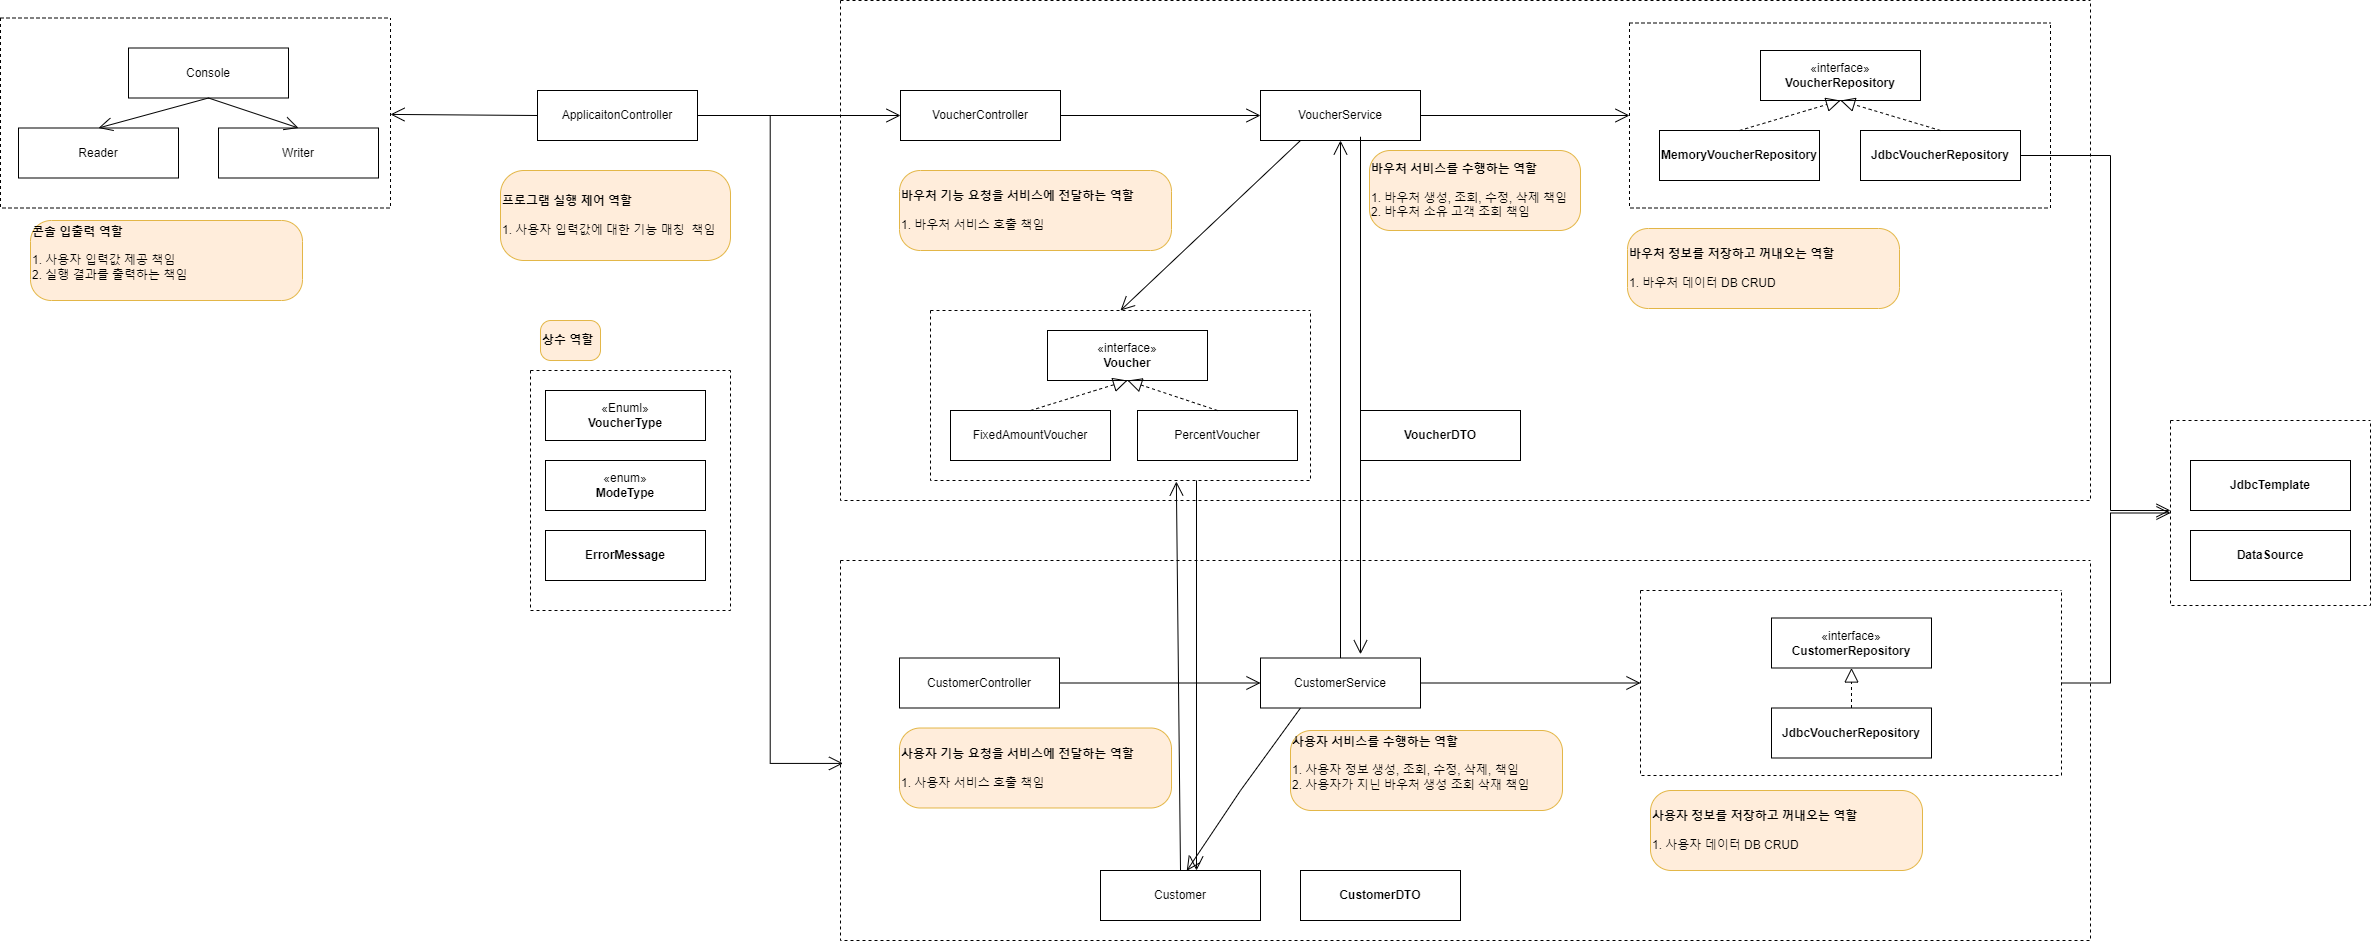 Console
Reader
Writer
콘솔 입출력 역할
1. 사용자 입력값 제공 책임
2. 실행 결과를 출력하는 책임
ApplicaitonController
프로그램 실행 제어 역할
1. 사용자 입력값에 대한 기능 매칭  책임
상수 역할
«Enuml»
VoucherType
«enum»
ModeType
ErrorMessage
VoucherController
바우처 기능 요청을 서비스에 전달하는 역할
1. 바우처 서비스 호출 책임
VoucherService
바우처 서비스를 수행하는 역할
1. 바우처 생성, 조회, 수정, 삭제 책임
2. 바우처 소유 고객 조회 책임
«interface»
VoucherRepository
MemoryVoucherRepository
JdbcVoucherRepository
바우처 정보를 저장하고 꺼내오는 역할
1. 바우처 데이터 DB CRUD
«interface»
Voucher
FixedAmountVoucher
PercentVoucher
VoucherDTO
JdbcTemplate
DataSource
CustomerController
사용자 기능 요청을 서비스에 전달하는 역할
1. 사용자 서비스 호출 책임
CustomerService
사용자 서비스를 수행하는 역할
1. 사용자 정보 생성, 조회, 수정, 삭제, 책임
2. 사용자가 지닌 바우처 생성 조회 삭재 책임
«interface»
CustomerRepository
JdbcVoucherRepository
사용자 정보를 저장하고 꺼내오는 역할
1. 사용자 데이터 DB CRUD
Customer
CustomerDTO